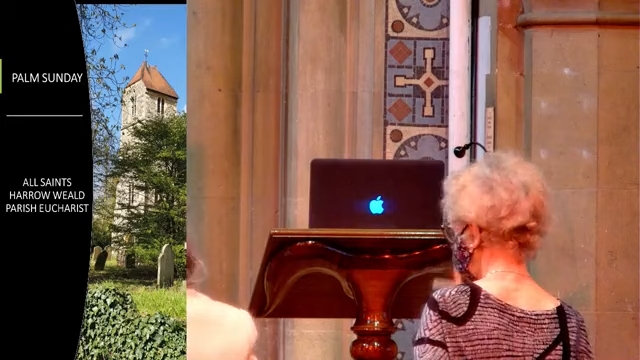 PALM SUNDAY
ALL SAINTS
HARROW WEALD
PARISH EUCHARIST